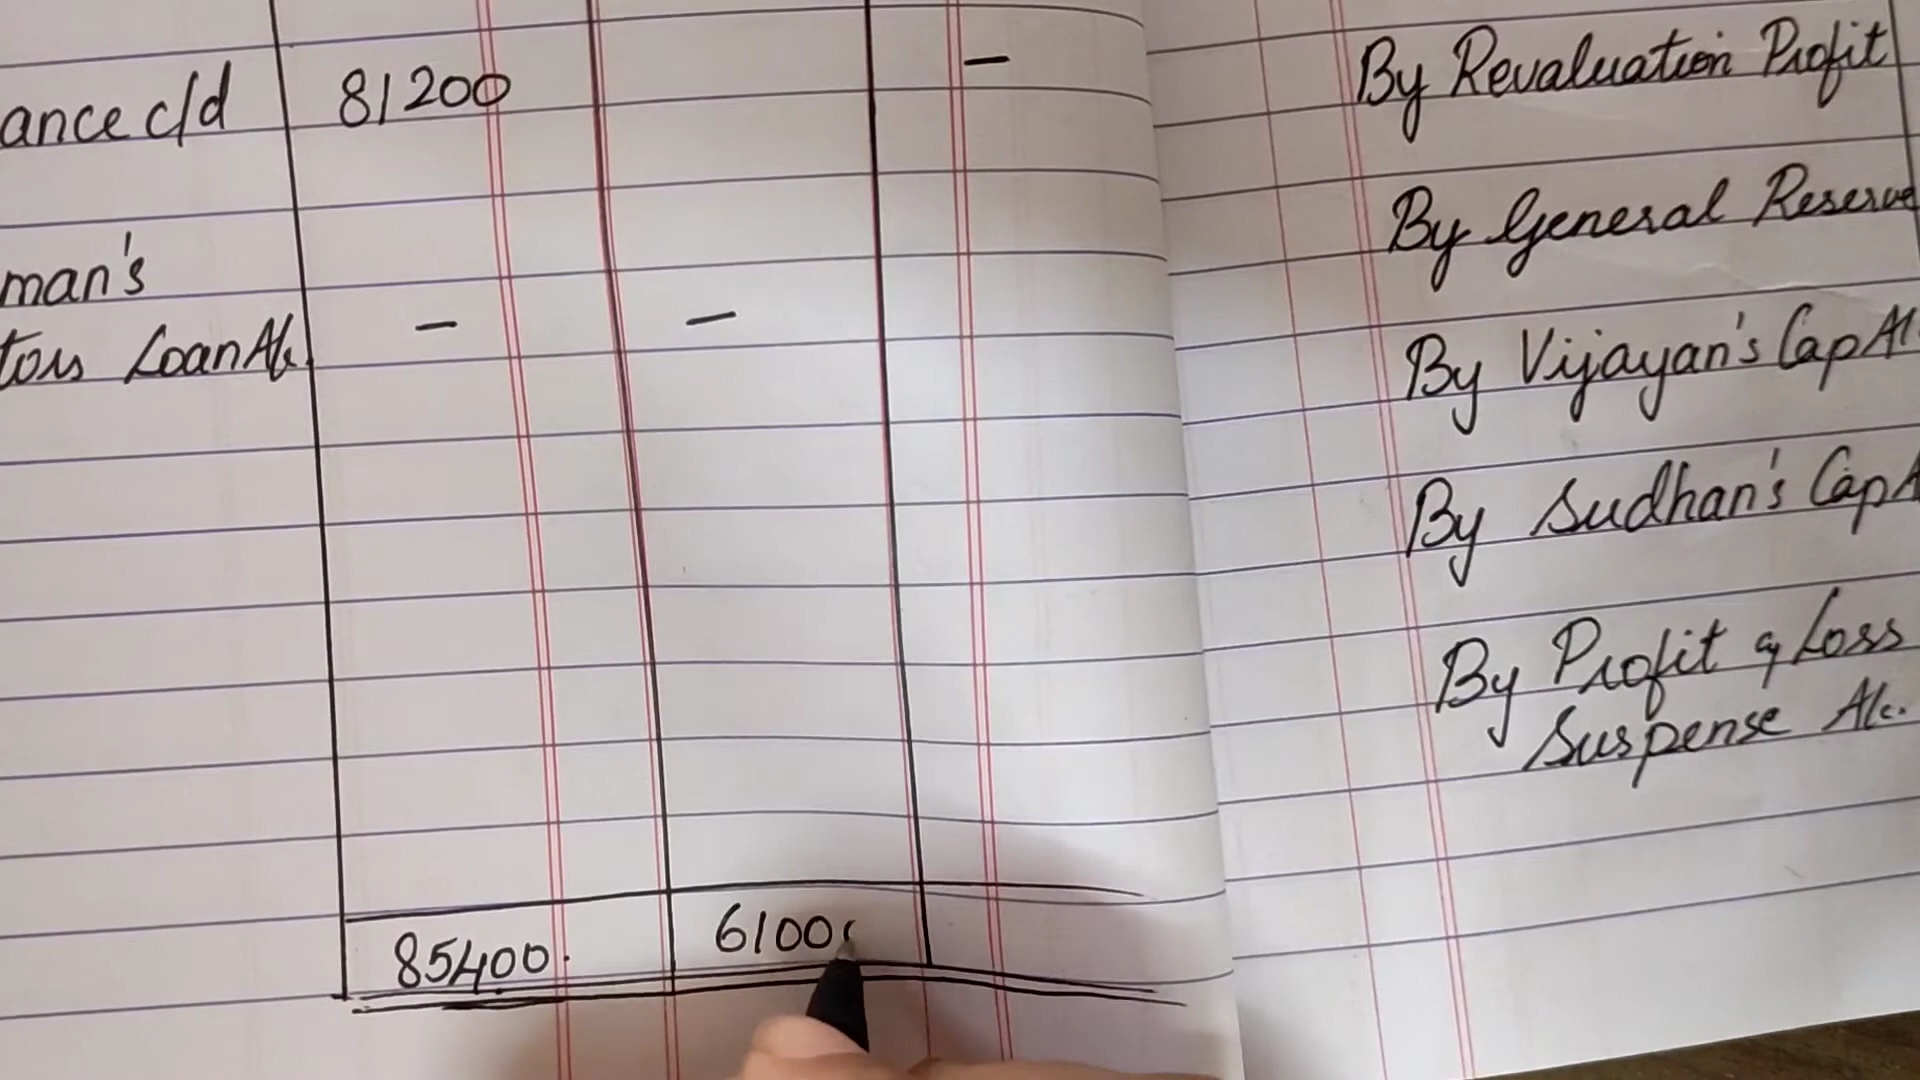 ance c/d 81200 –
man's
tors Loan A/c. – –
85400. 6100
By Revaluation Profit
By General Reserve
By Vijayan's Cap A/
By Sudhan's Cap A
By Profit & Loss
Suspense A/c.